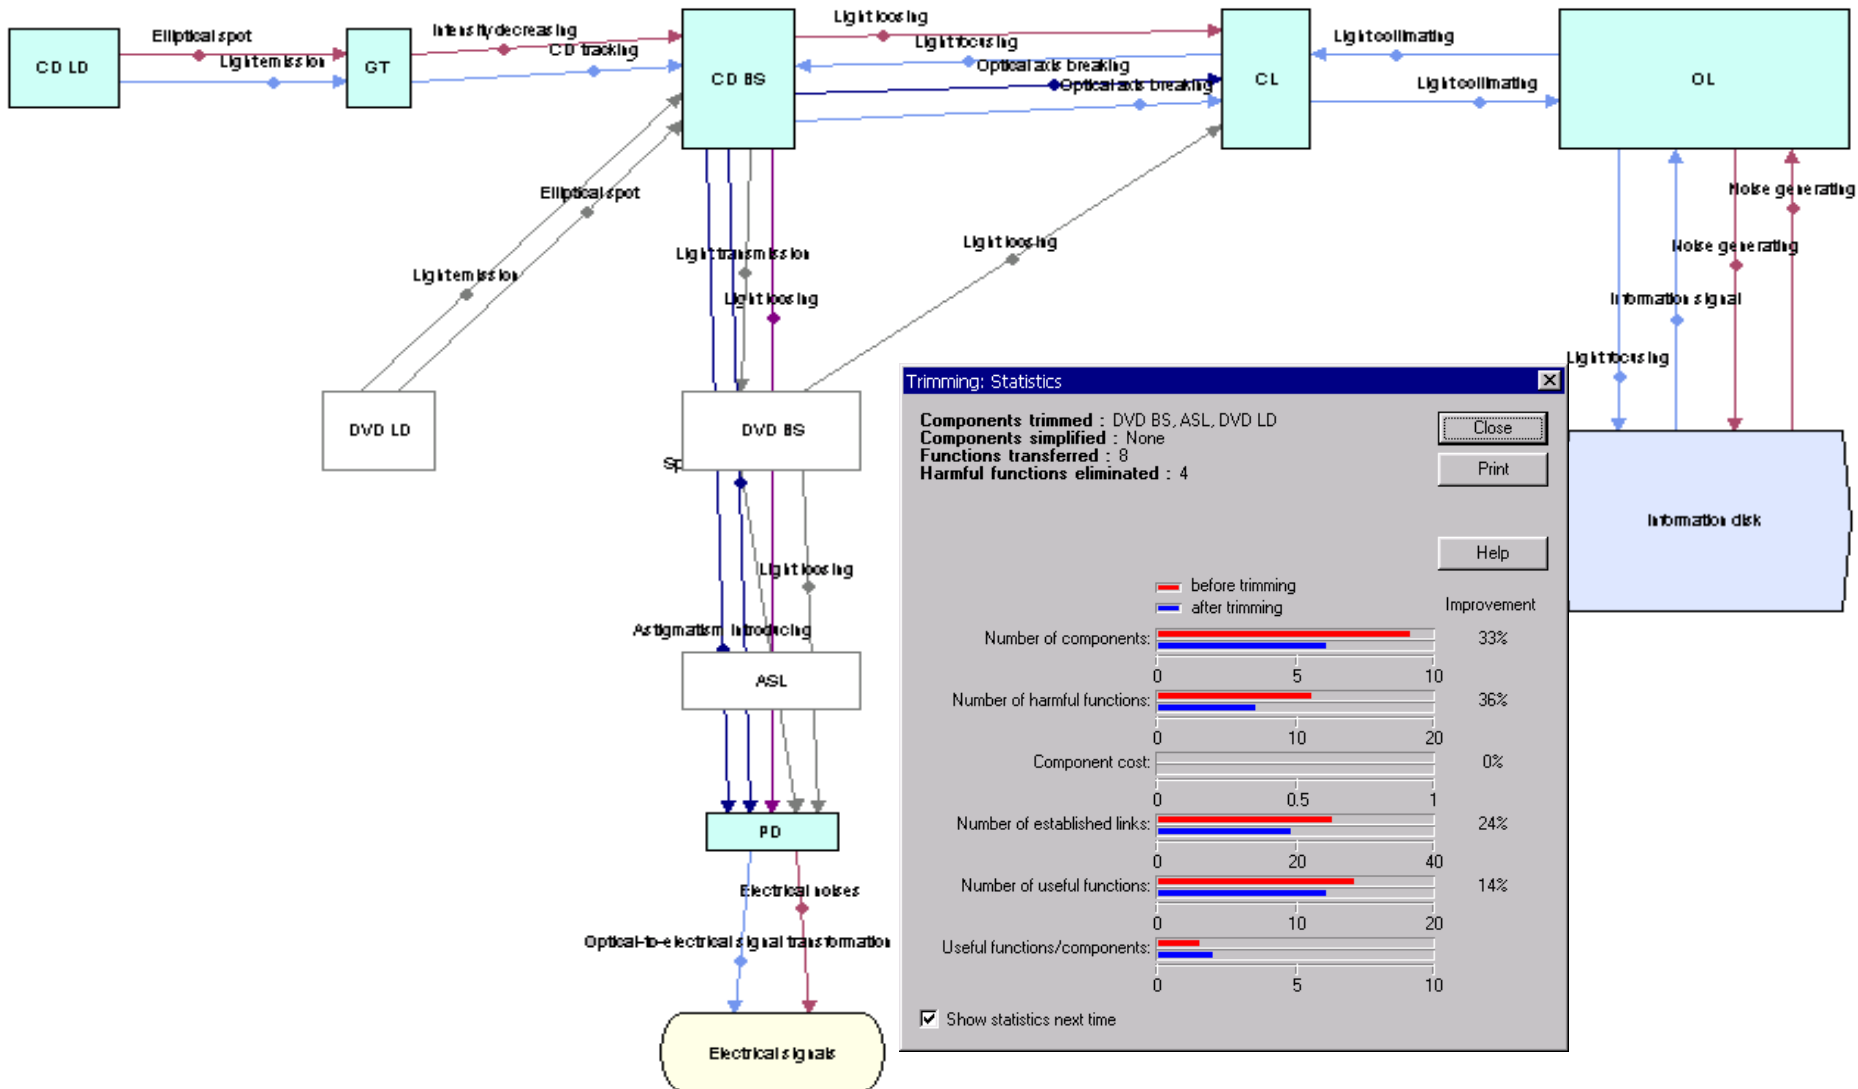 Light loosing
Elliptical spot
Intensity decreasing
Light focusing
Light collimating
CD LD
Light emission
GT
CD tracking
CD BS
Optical axis breaking
CL
OL
Optical axis breaking
Light collimating
Elliptical spot
Noise generating
Light transmission
Light loosing
Noise generating
Light emission
Light loosing
Information signal
Light focusing
DVD LD
DVD BS
Sp
Light loosing
Astigmatism introducing
ASL
PD
Electrical noises
Optical-to-electrical signal transformation
Electrical signals
Information disk
Trimming: Statistics
Components trimmed : DVD BS, ASL, DVD LD
Components simplified : None
Functions transferred : 8
Harmful functions eliminated : 4
Close
Print
Help
before trimming
after trimming
Improvement
Number of components:
33%
0 5 10
Number of harmful functions:
36%
0 10 20
Component cost:
0%
0 0.5 1
Number of established links:
24%
0 20 40
Number of useful functions:
14%
0 10 20
Useful functions/components:
0 5 10
Show statistics next time